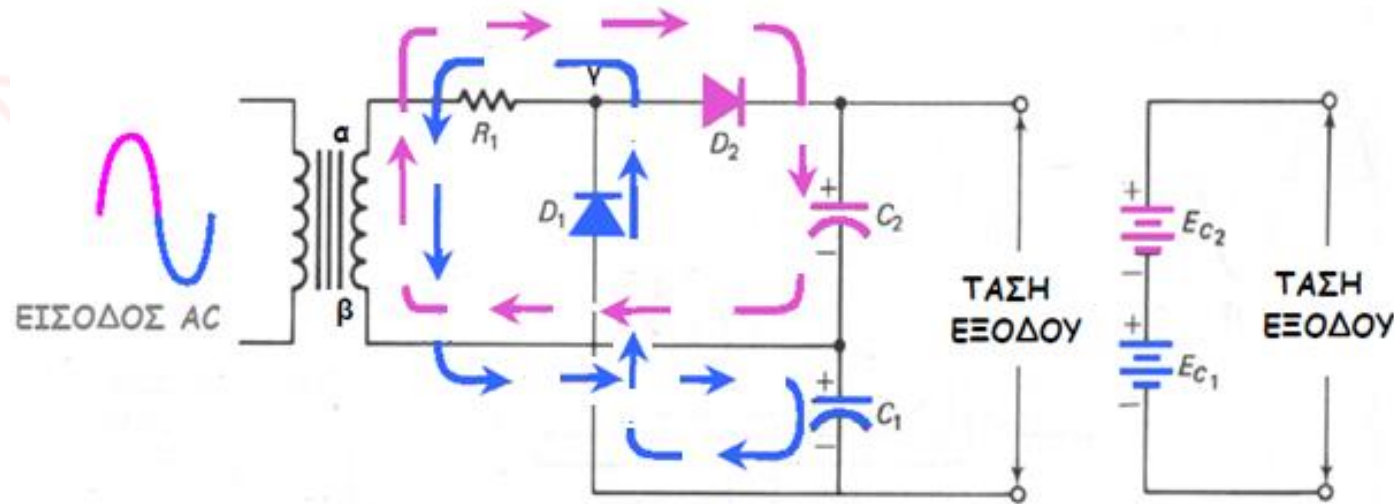 ΕΙΣΟΔΟΣ AC
α
β
R1
γ
D1
D2
+
C2
−
+
C1
−
ΤΑΣΗ
ΕΞΟΔΟΥ
+
EC2
−
+
EC1
−
ΤΑΣΗ
ΕΞΟΔΟΥ